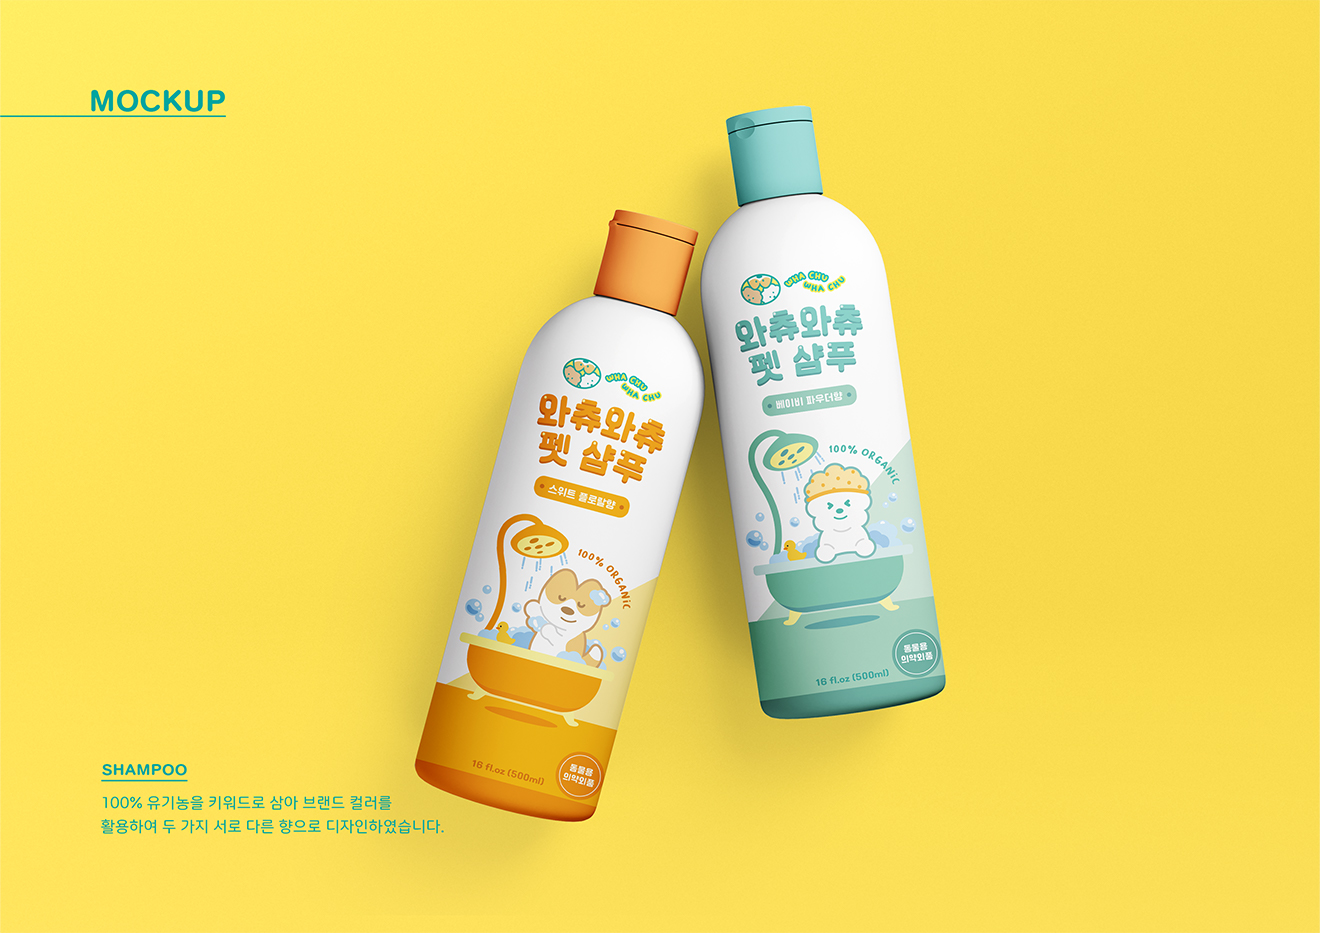 MOCKUP
WHA CHU
WHA CHU
와츄와츄
펫 샴푸
스위트 플로랄향
100% ORGANiC
16 fl.oz (500ml)
동물용
의약외품
WHA CHU
WHA CHU
와츄와츄
펫 샴푸
베이비 파우더향
100% ORGANiC
16 fl.oz (500ml)
동물용
의약외품
SHAMPOO
100% 유기농을 키워드로 삼아 브랜드 컬러를
활용하여 두 가지 서로 다른 향으로 디자인하였습니다.